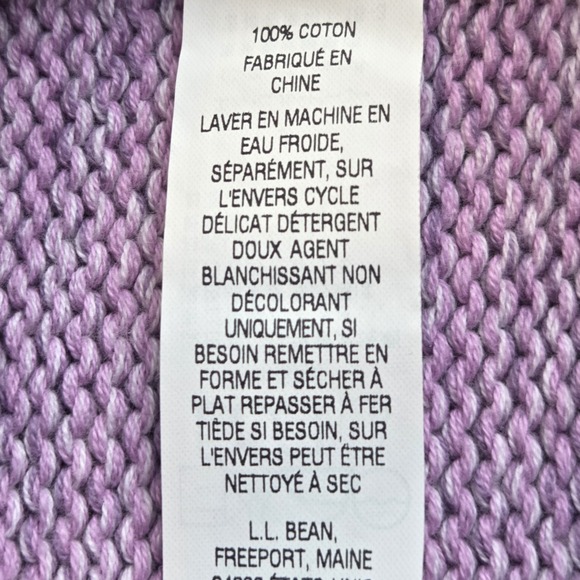 100% COTON
FABRIQUÉ EN
CHINE
LAVER EN MACHINE EN
EAU FROIDE,
SÉPARÉMENT, SUR
L'ENVERS CYCLE
DÉLICAT DÉTERGENT
DOUX AGENT
BLANCHISSANT NON
DÉCOLORANT
UNIQUEMENT, SI
BESOIN REMETTRE EN
FORME ET SÉCHER À
PLAT REPASSER À FER
TIÈDE SI BESOIN, SUR
L'ENVERS PEUT ÊTRE
NETTOYÉ À SEC
L.L. BEAN,
FREEPORT, MAINE